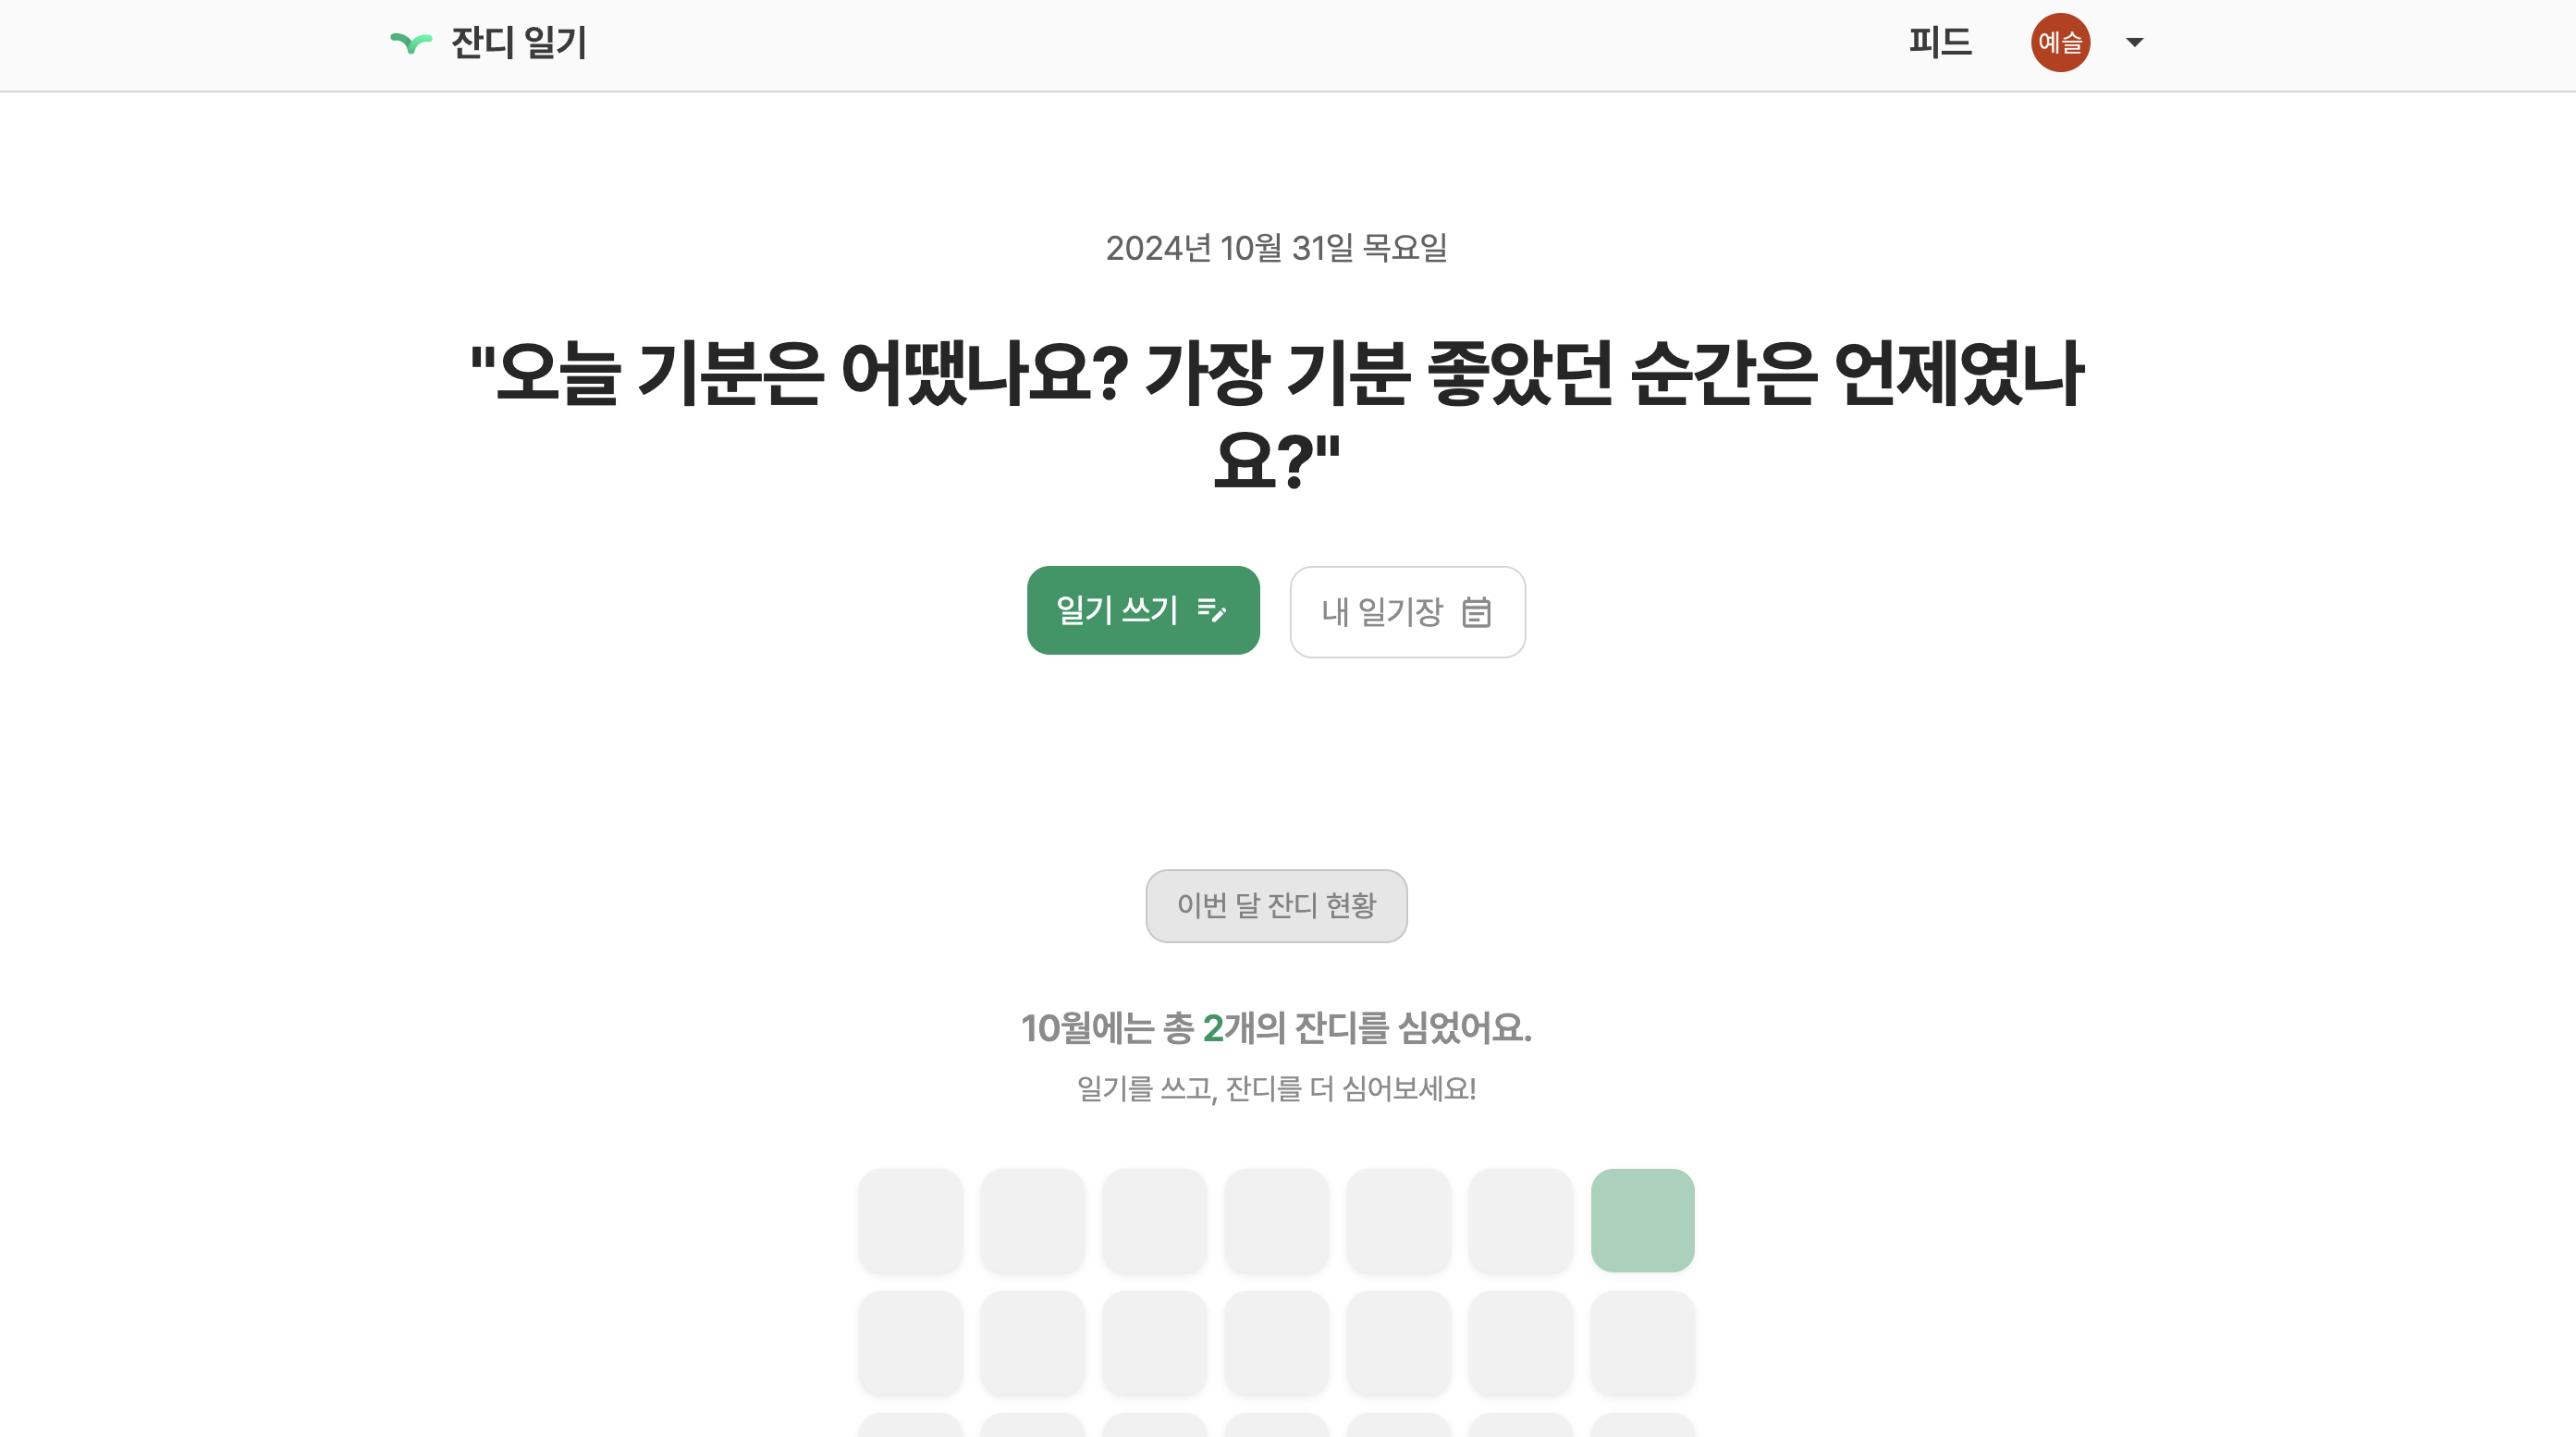 잔디 일기
피드
예슬
2024년 10월 31일 목요일
"오늘 기분은 어땠나요? 가장 기분 좋았던 순간은 언제였나
요?"
일기 쓰기
내 일기장
이번 달 잔디 현황
10월에는 총 2개의 잔디를 심었어요.
일기를 쓰고, 잔디를 더 심어보세요!